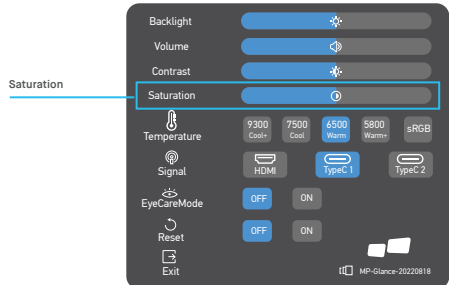 Backlight
Volume
Contrast
Saturation
Saturation
Temperature
9300 Cool+
7500 Cool
6500 Warm
5800 Warm+
sRGB
Signal
HDMI
TypeC 1
TypeC 2
EyeCareMode
OFF
ON
Reset
OFF
ON
Exit
MP-Glance-20220818